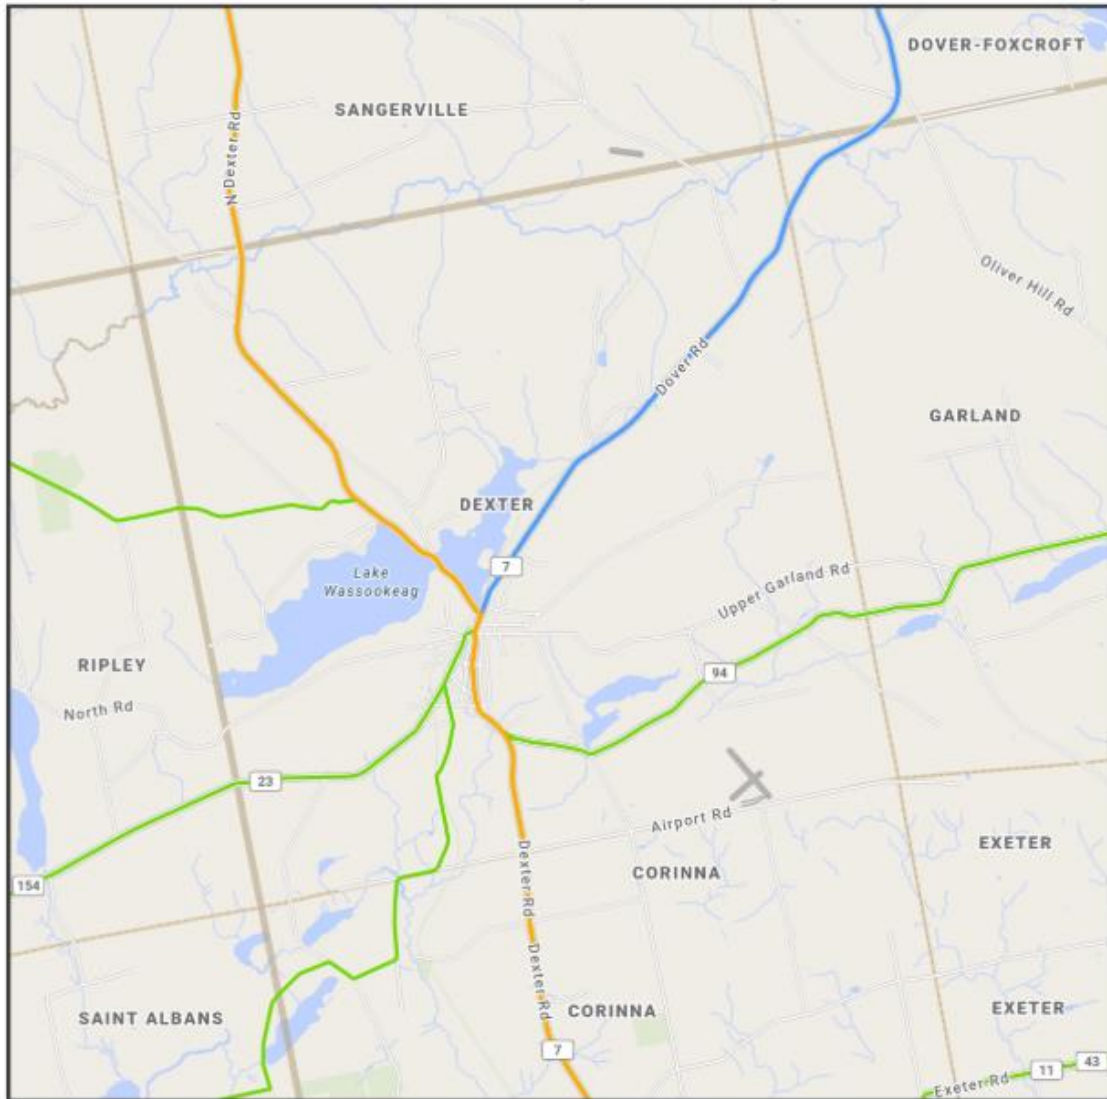 DOVER-FOXCROFT
SANGERVILLE
N Dexter Rd
Oliver Hill Rd
Dover Rd
GARLAND
DEXTER
7
Lake
Wassookeag
Upper Garland Rd
RIPLEY
94
North Rd
23
Airport Rd
EXETER
CORINNA
154
Dexter Rd
Dexter Rd
SAINT ALBANS
CORINNA
EXETER
7
Exeter Rd
11
43